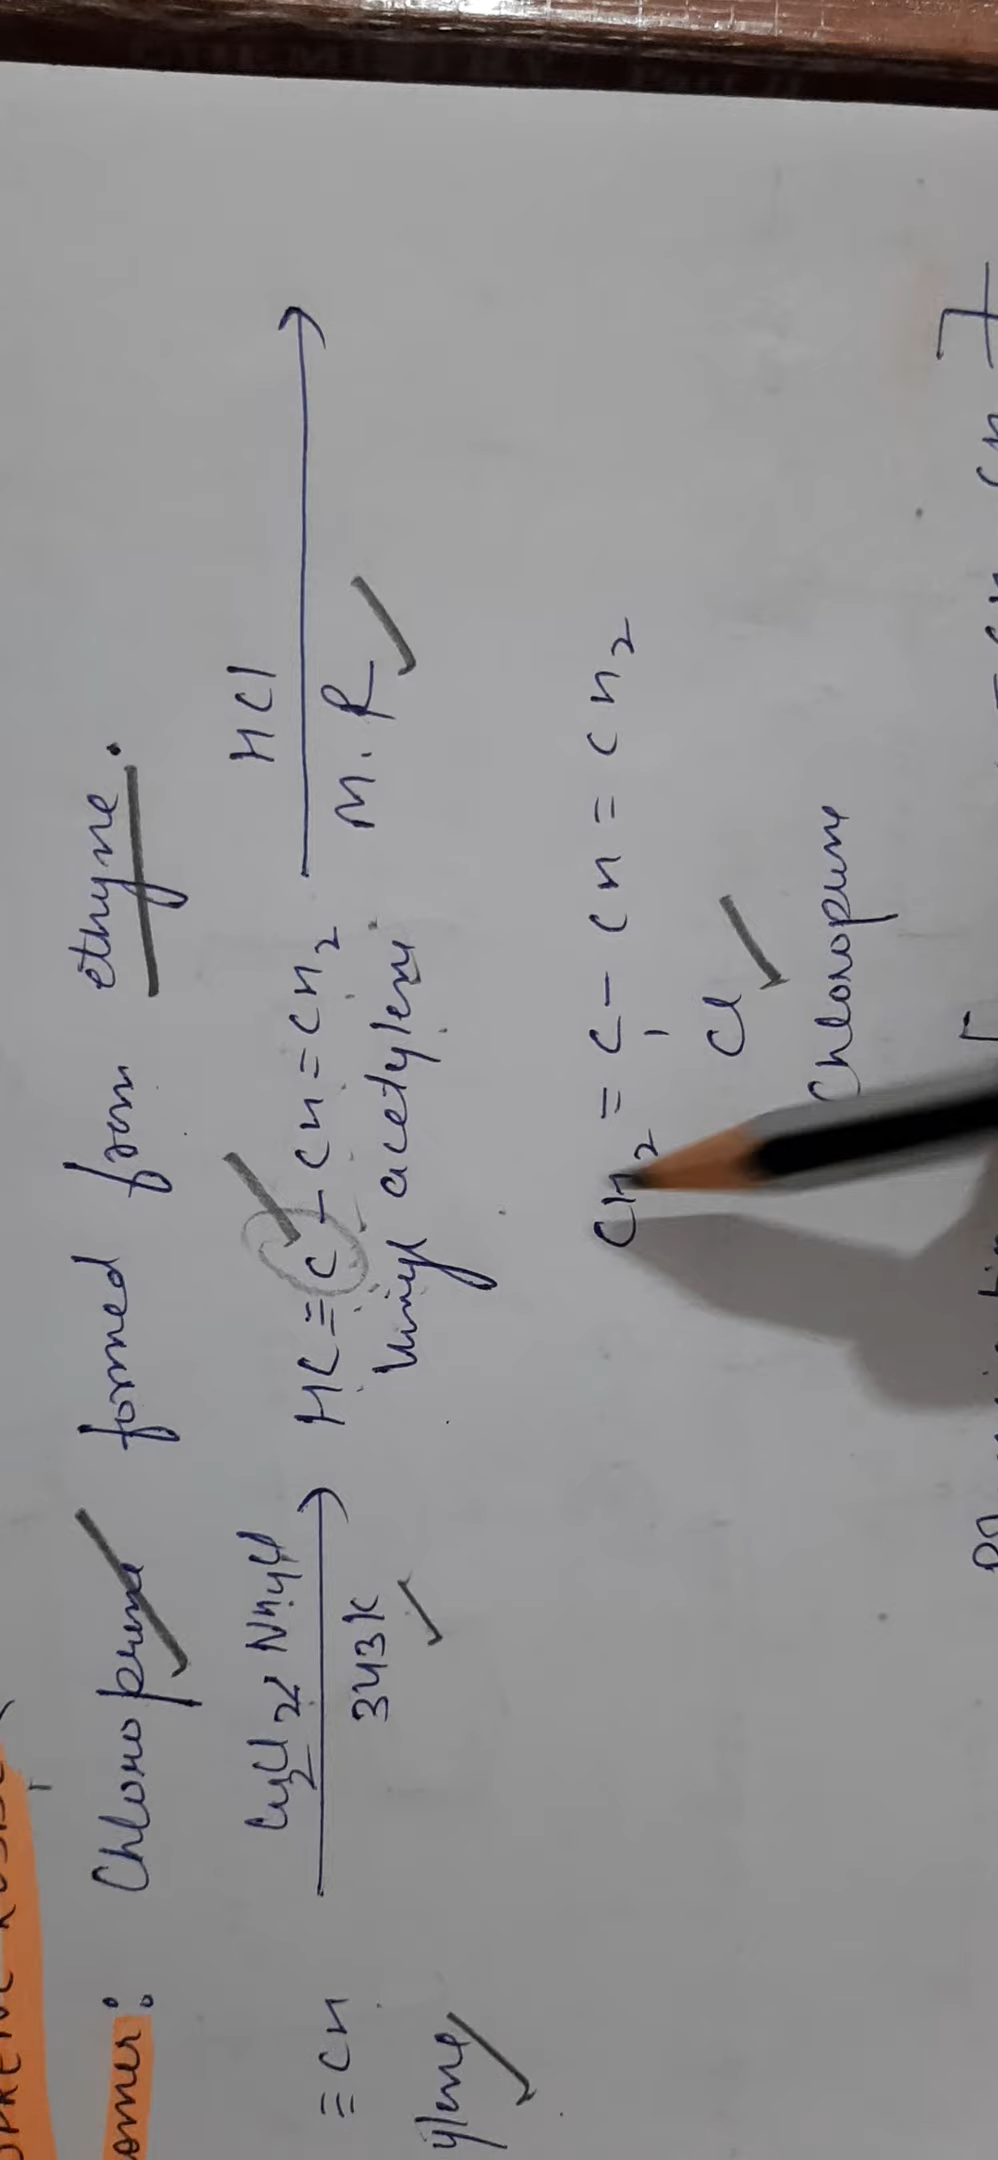 omer: Chloroprene formed from ethyne.
Cu2Cl2 NH4Cl
HCl
≡ CH → HC ≡ C – CH = CH2 →
343K
M.R
ylene
Vinyl acetylene
CH2 = C – CH = CH2
Cl
Chloroprene